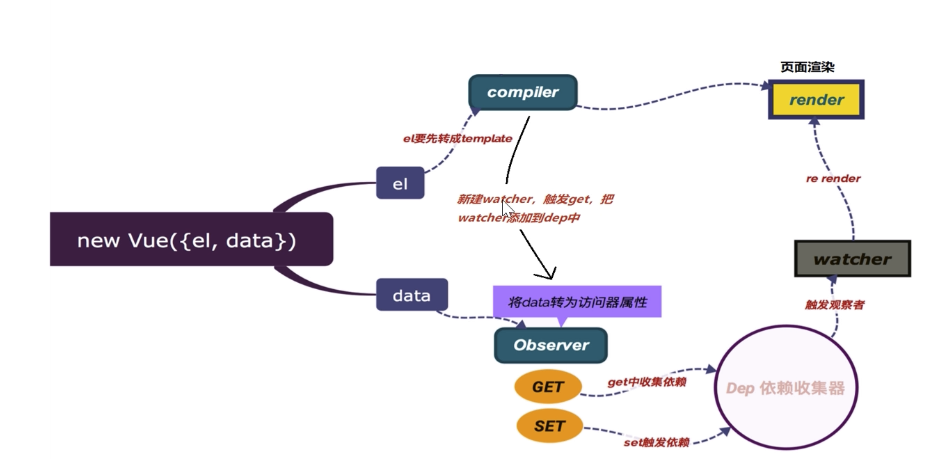 页面渲染
compiler
render
el要先转成template
el
re render
新建watcher，触发get，把
watcher添加到dep中
new Vue({el, data})
watcher
data
将data转为访问器属性
触发观察者
Observer
GET
get中收集依赖
Dep 依赖收集器
SET
set触发依赖